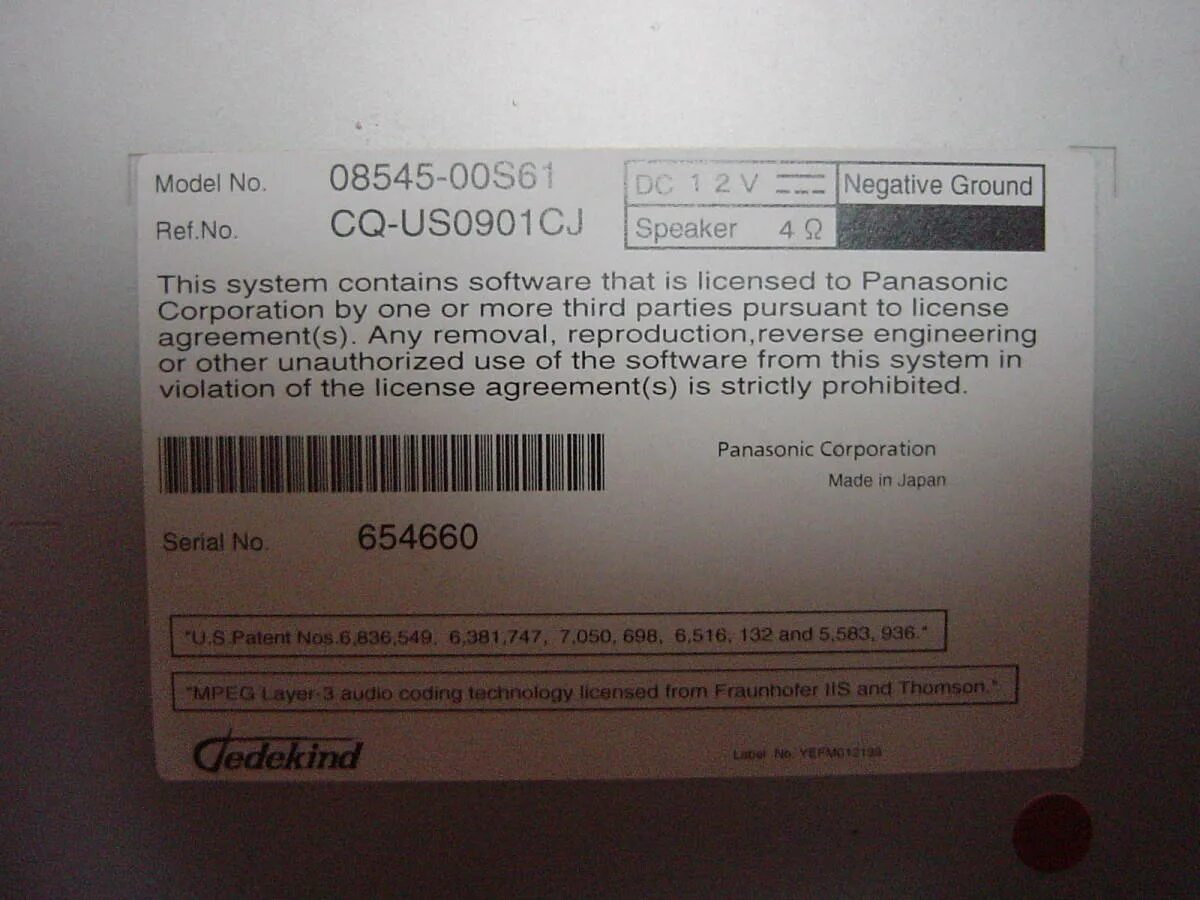 Model No. 08545-00S61
DC 12V Negative Ground
Ref.No. CQ-US0901CJ
Speaker 4 Ω
This system contains software that is licensed to Panasonic
Corporation by one or more third parties pursuant to license
agreement(s). Any removal, reproduction,reverse engineering
or other unauthorized use of the software from this system in
violation of the license agreement(s) is strictly prohibited.
Panasonic Corporation
Made in Japan
Serial No. 654660
"U.S.Patent Nos.6,836,549, 6,381,747, 7,050, 698, 6,516, 132 and 5,583, 936."
"MPEG Layer-3 audio coding technology licensed from Fraunhofer IIS and Thomson."
Gedekind
Label No. YEFM012199